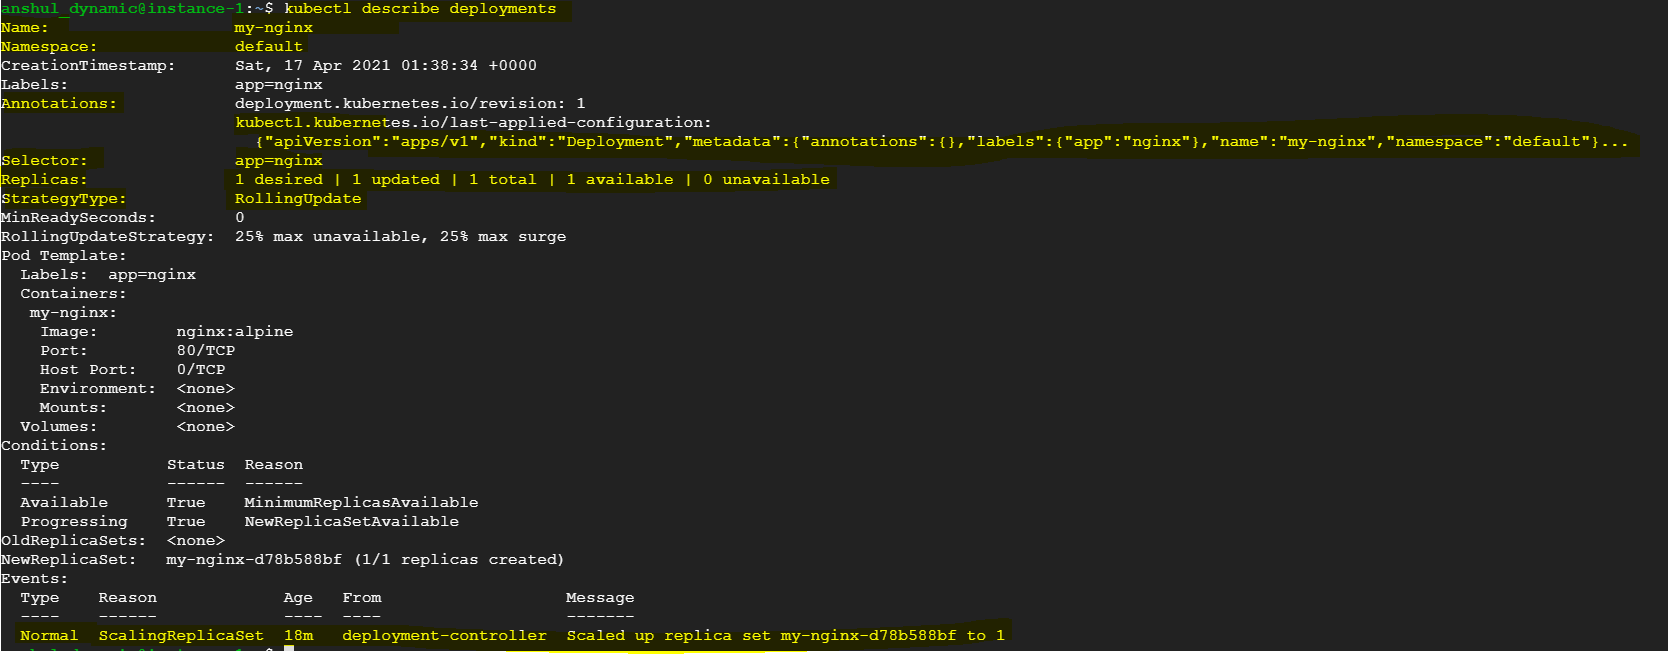 anshul_dynamic@instance-1:~$ kubectl describe deployments
Name:                   my-nginx
Namespace:              default
CreationTimestamp:      Sat, 17 Apr 2021 01:38:34 +0000
Labels:                 app=nginx
Annotations:            deployment.kubernetes.io/revision: 1
                        kubectl.kubernetes.io/last-applied-configuration:
                          {"apiVersion":"apps/v1","kind":"Deployment","metadata":{"annotations":{},"labels":{"app":"nginx"},"name":"my-nginx","namespace":"default"}...
Selector:               app=nginx
Replicas:               1 desired | 1 updated | 1 total | 1 available | 0 unavailable
StrategyType:           RollingUpdate
MinReadySeconds:        0
RollingUpdateStrategy:  25% max unavailable, 25% max surge
Pod Template:
  Labels:  app=nginx
  Containers:
   my-nginx:
    Image:        nginx:alpine
    Port:         80/TCP
    Host Port:    0/TCP
    Environment:  <none>
    Mounts:       <none>
  Volumes:        <none>
Conditions:
  Type           Status  Reason
  ----           ------  ------
  Available      True    MinimumReplicasAvailable
  Progressing    True    NewReplicaSetAvailable
OldReplicaSets:  <none>
NewReplicaSet:   my-nginx-d78b588bf (1/1 replicas created)
Events:
  Type    Reason             Age   From                   Message
  ----    ------             ----  ----                   -------
  Normal  ScalingReplicaSet  18m   deployment-controller  Scaled up replica set my-nginx-d78b588bf to 1